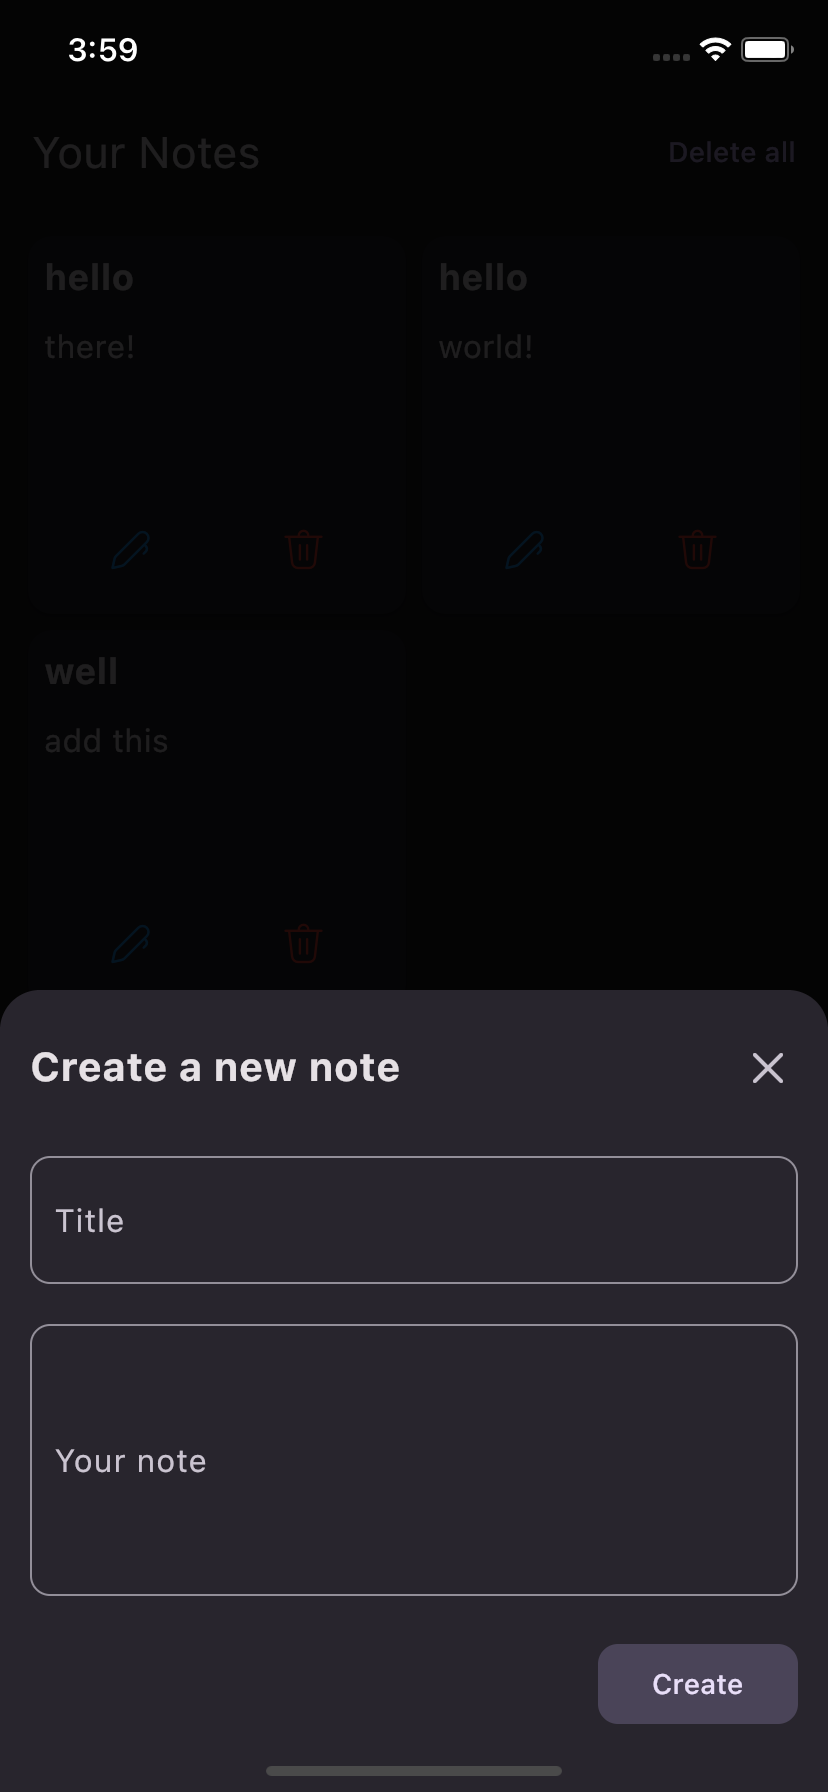 3:59
Your Notes
Delete all
hello
hello
there!
world!
well
add this
Create a new note
Title
Your note
Create